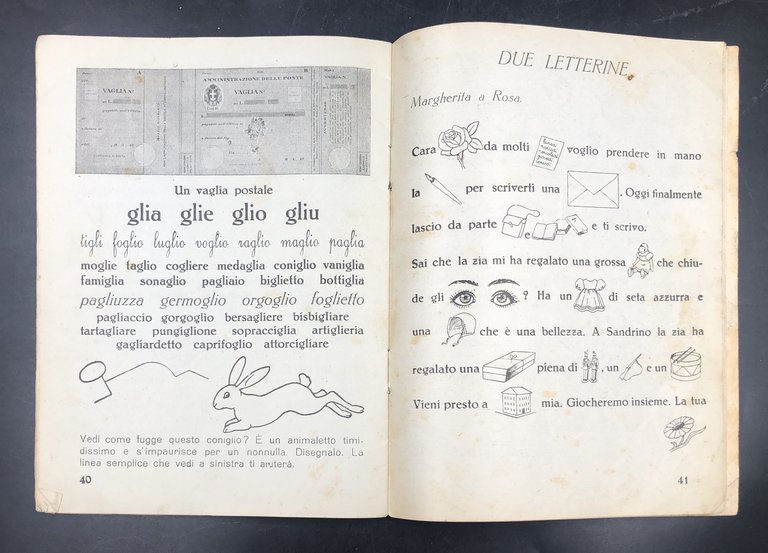 AMMINISTRAZIONE DELLE POSTE
VAGLIA N.
VAGLIA N.
VAGLIA N.
Un vaglia postale
glia glie glio gliu
tigli foglio luglio voglio raglio maglio paglia
moglie taglio cogliere medaglia coniglio vaniglia
famiglia sonaglio pagliaio biglietto bottiglia
pagliuzza germoglio orgoglio foglietto
pagliaccio gorgoglio bersagliere bisbigliare
tartagliare pungiglione sopracciglia artiglieria
gagliardetto caprifoglio attorcigliare
Vedi come fugge questo coniglio? È un animaletto timi-
dissimo e s'impaurisce per un nonnulla. Disegnalo. La
linea semplice che vedi a sinistra ti aiuterà.
40
DUE LETTERINE
Margherita a Rosa.
Cara da molti voglio prendere in mano
la per scriverti una . Oggi finalmente
lascio da parte e e ti scrivo.
Sai che la zia mi ha regalato una grossa che chiu-
de gli ? Ha un di seta azzurra e
una che è una bellezza. A Sandrino la zia ha
regalato una piena di , un e un
Vieni presto a mia. Giocheremo insieme. La tua
41